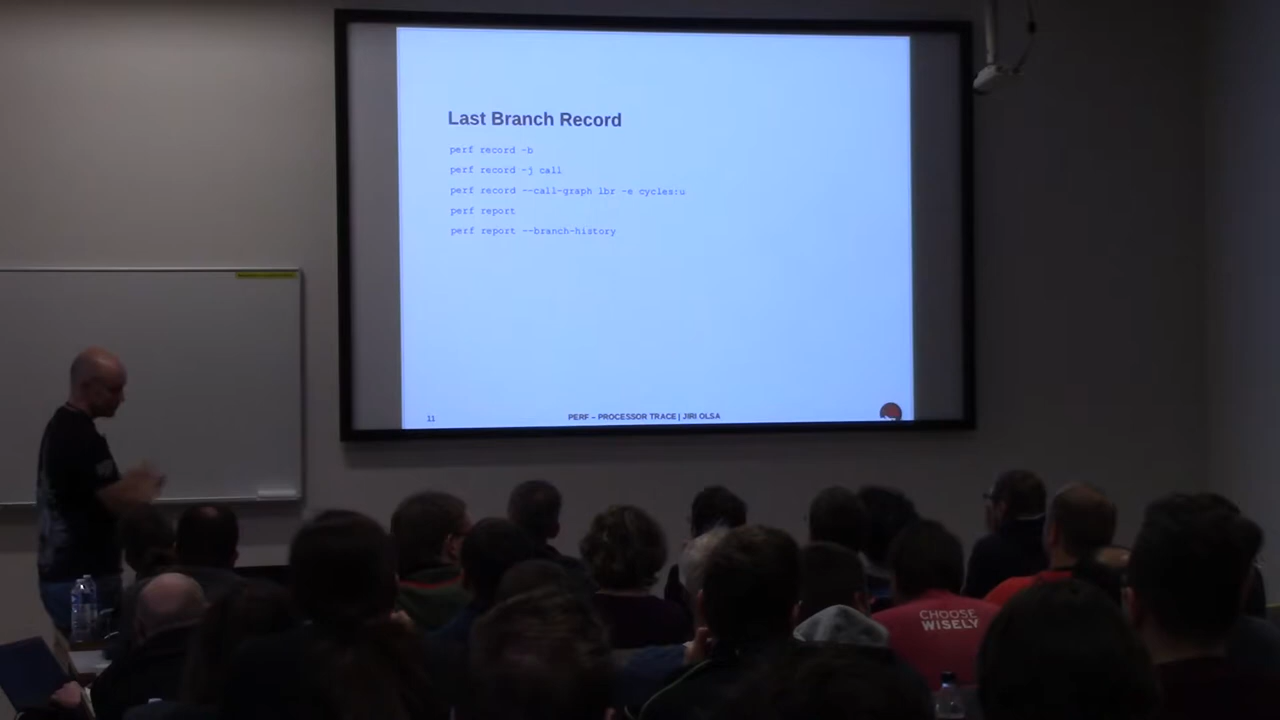 Last Branch Record
perf record -b
perf record -j call
perf record --call-graph lbr -e cycles:u
perf report
perf report --branch-history
11
PERF – PROCESSOR TRACE | JIRI OLSA
CHOOSE
WISELY